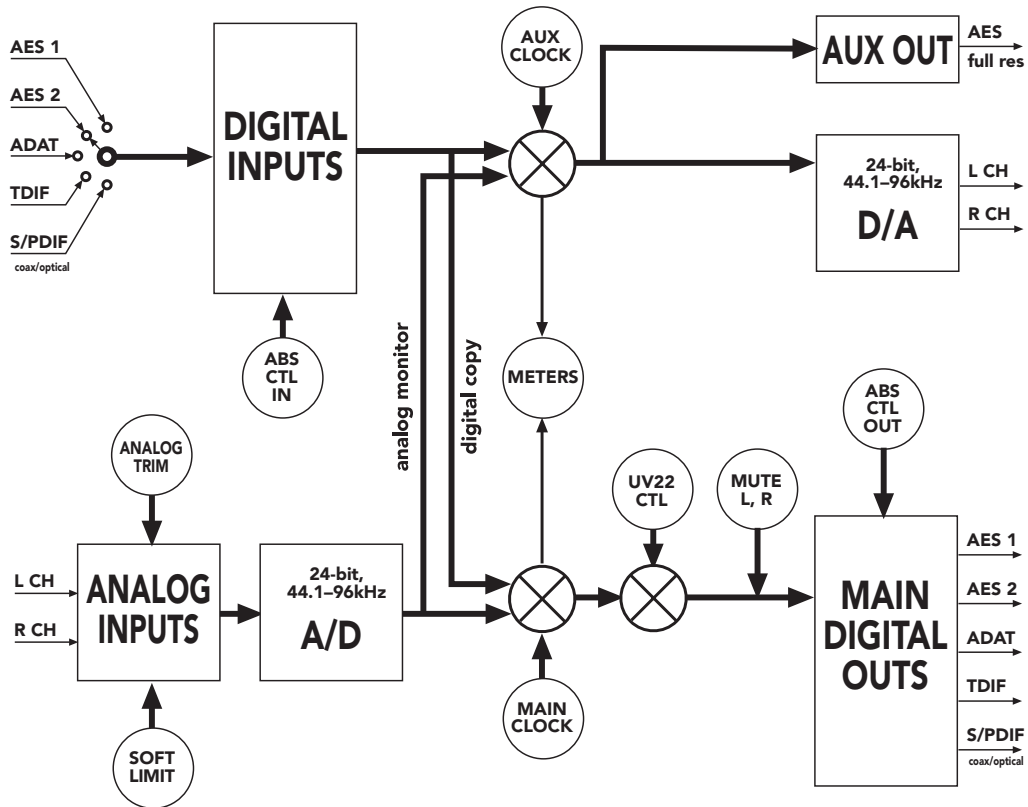 AES 1
AES 2
ADAT
TDIF
S/PDIF
coax/optical
DIGITAL
INPUTS
ABS
CTL
IN
AUX
CLOCK
AUX OUT
AES
full res
24-bit,
44.1–96kHz
D/A
L CH
R CH
analog monitor
digital copy
METERS
ABS
CTL
OUT
ANALOG
TRIM
L CH
R CH
ANALOG
INPUTS
SOFT
LIMIT
24-bit,
44.1–96kHz
A/D
MAIN
CLOCK
UV22
CTL
MUTE
L, R
MAIN
DIGITAL
OUTS
AES 1
AES 2
ADAT
TDIF
S/PDIF
coax/optical